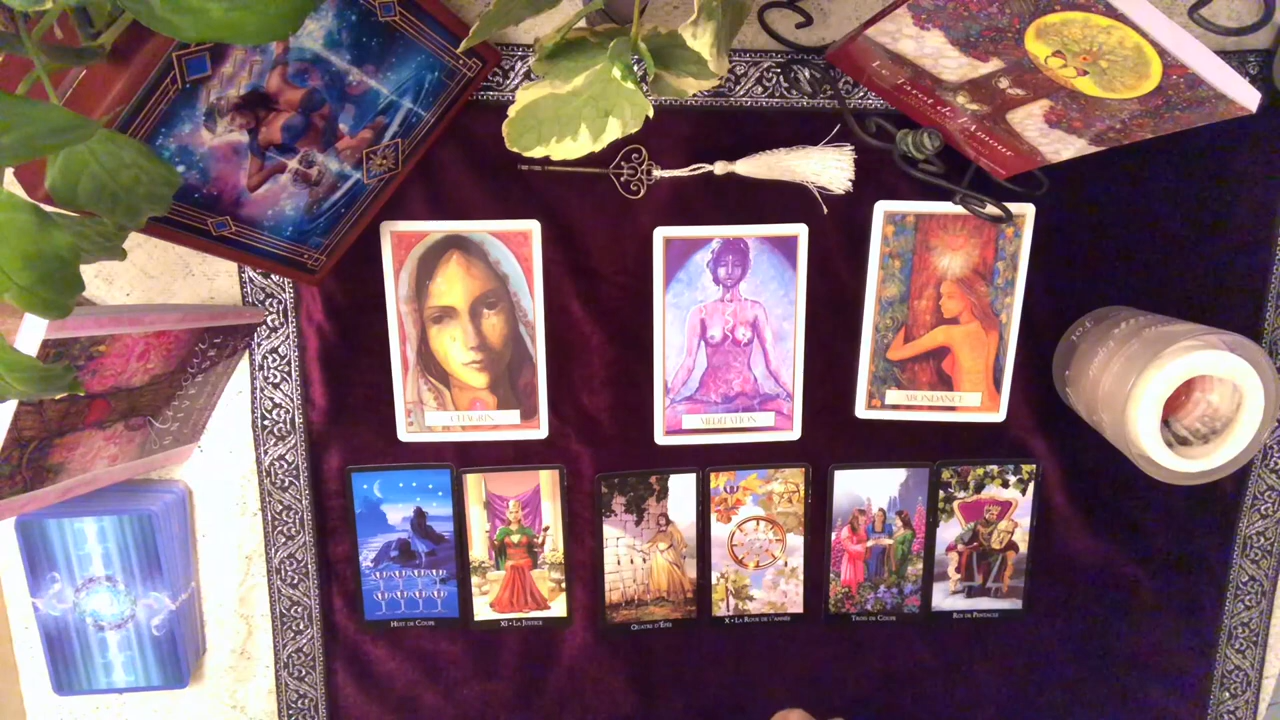 Le Tarot de l'Amour
CHAGRIN
MEDITATION
ABONDANCE
HUIT DE COUPE
XI • LA JUSTICE
QUATRE D'ÉPÉE
X • LA ROUE DE L'ANNÉE
TROIS DE COUPE
ROI DE PENTACLE